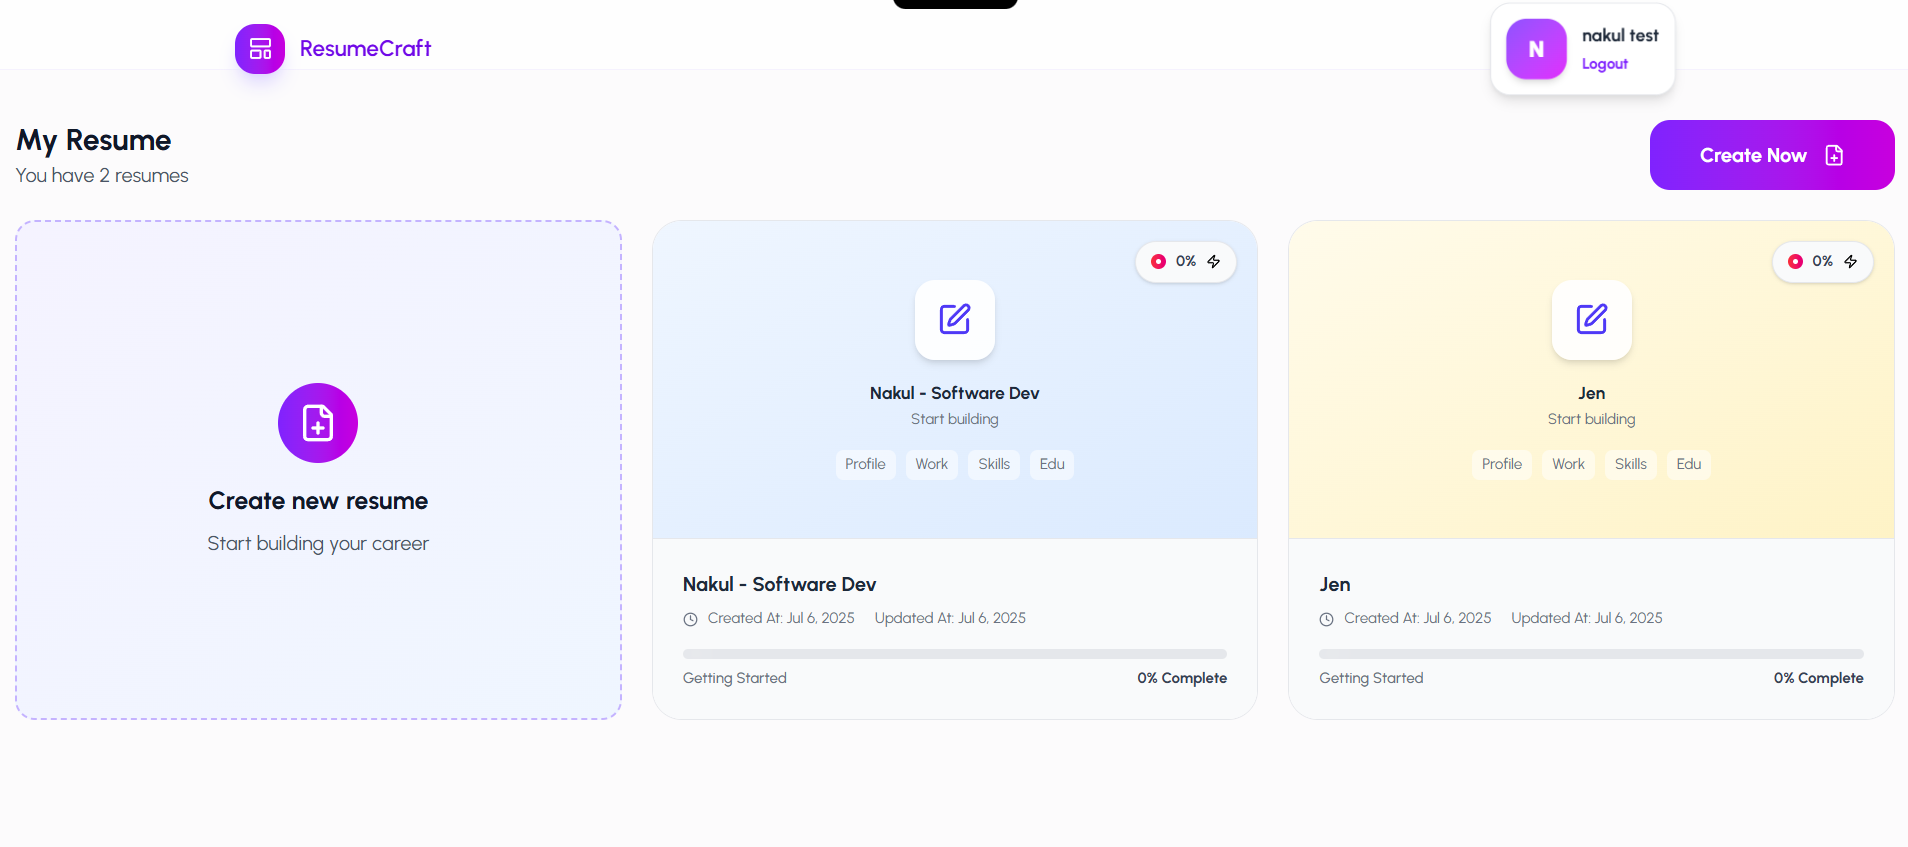 ResumeCraft
N
nakul test
Logout
My Resume
You have 2 resumes
Create Now
Create new resume
Start building your career
0%
Nakul - Software Dev
Start building
Profile Work Skills Edu
Nakul - Software Dev
Created At: Jul 6, 2025 Updated At: Jul 6, 2025
Getting Started 0% Complete
0%
Jen
Start building
Profile Work Skills Edu
Jen
Created At: Jul 6, 2025 Updated At: Jul 6, 2025
Getting Started 0% Complete